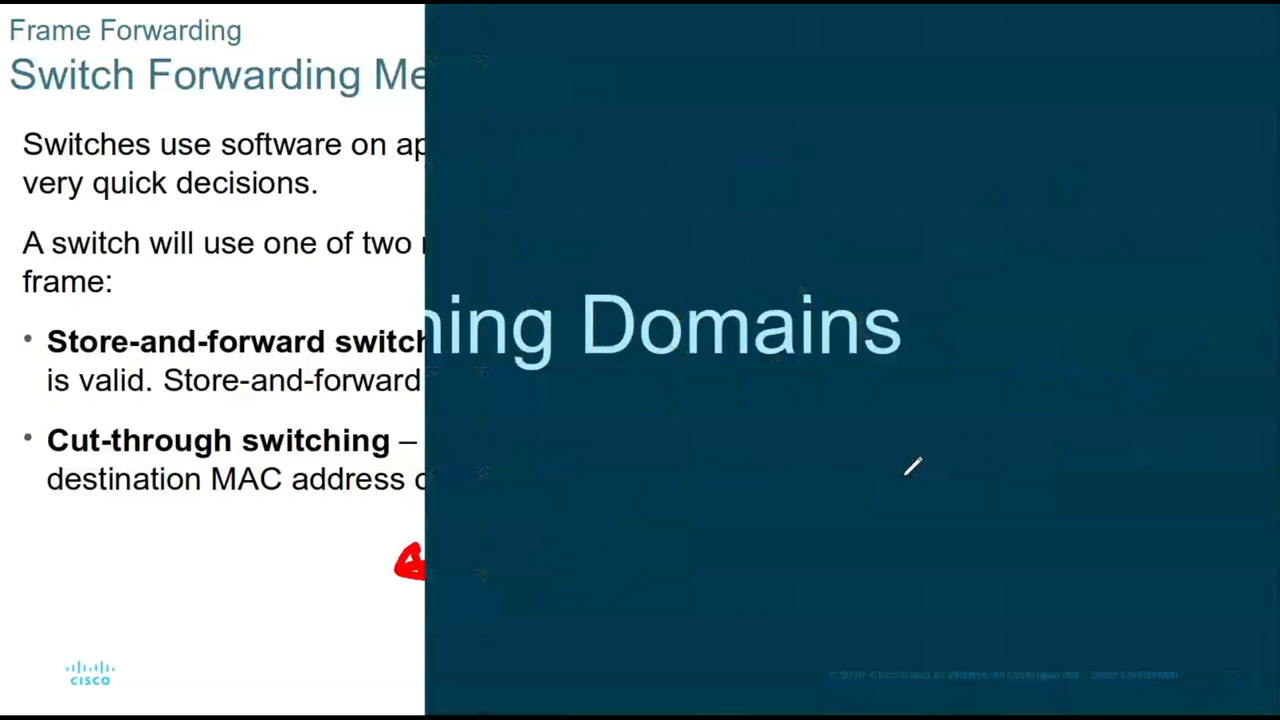 Frame Forwarding
Switch Forwarding Me
Switches use software on ap
very quick decisions.
A switch will use one of two
frame:
• Store-and-forward switch
is valid. Store-and-forward
hing Domains
• Cut-through switching –
destination MAC address
CISCO